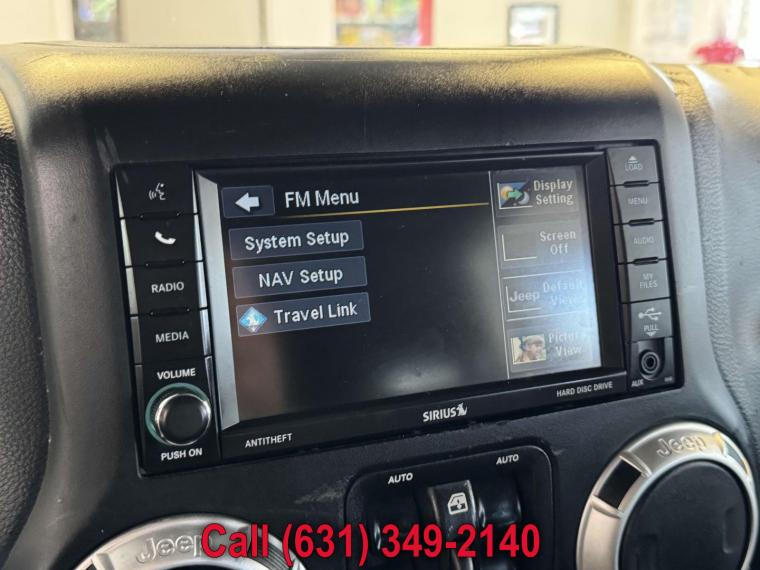 FM Menu
System Setup
NAV Setup
Travel Link
Display
Setting
Screen
Off
Jeep
Default
View
Picture
View
RADIO
MEDIA
VOLUME
PUSH ON
ANTITHEFT
SIRIUS
HARD DISC DRIVE
LOAD
MENU
AUDIO
MY
FILES
PULL
AUX
AUTO
AUTO
Jeep
Jeep
Call (631) 349-2140